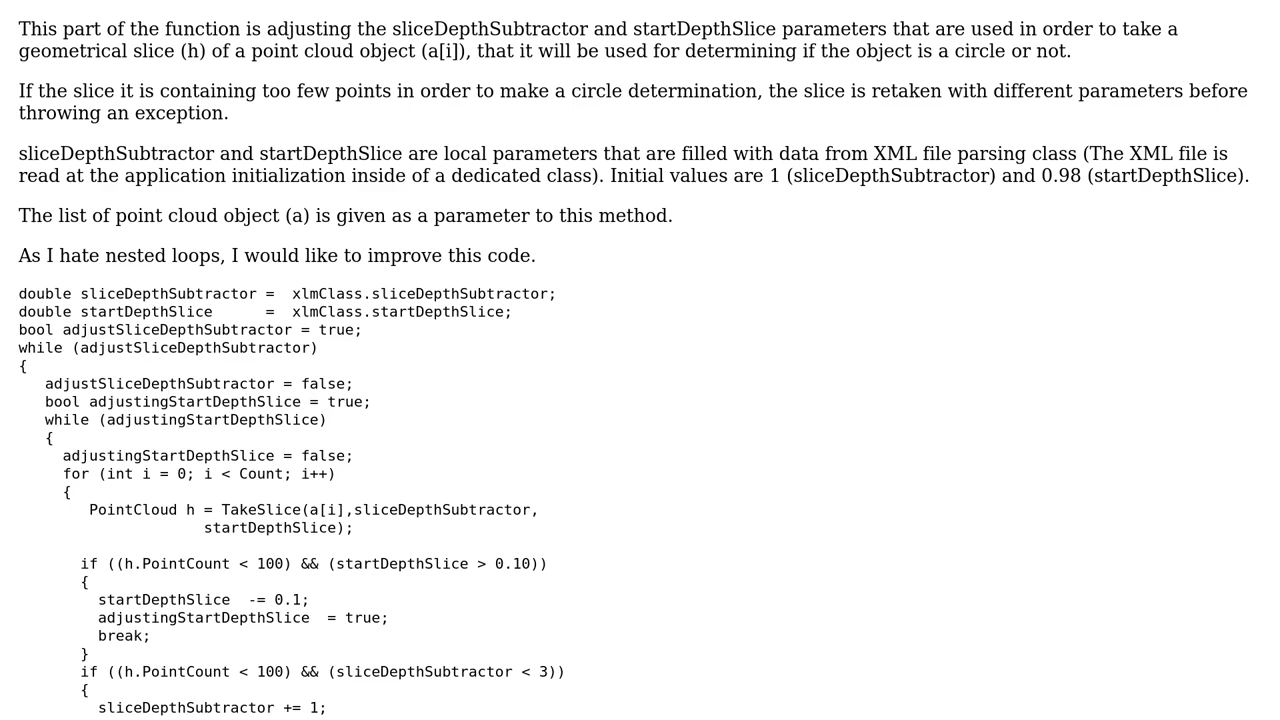 This part of the function is adjusting the sliceDepthSubtractor and startDepthSlice parameters that are used in order to take a
geometrical slice (h) of a point cloud object (a[i]), that it will be used for determining if the object is a circle or not.
If the slice it is containing too few points in order to make a circle determination, the slice is retaken with different parameters before
throwing an exception.
sliceDepthSubtractor and startDepthSlice are local parameters that are filled with data from XML file parsing class (The XML file is
read at the application initialization inside of a dedicated class). Initial values are 1 (sliceDepthSubtractor) and 0.98 (startDepthSlice).
The list of point cloud object (a) is given as a parameter to this method.
As I hate nested loops, I would like to improve this code.
double sliceDepthSubtractor =  xlmClass.sliceDepthSubtractor;
double startDepthSlice      =  xlmClass.startDepthSlice;
bool adjustSliceDepthSubtractor = true;
while (adjustSliceDepthSubtractor)
{
   adjustSliceDepthSubtractor = false;
   bool adjustingStartDepthSlice = true;
   while (adjustingStartDepthSlice)
   {
     adjustingStartDepthSlice = false;
     for (int i = 0; i < Count; i++)
     {
        PointCloud h = TakeSlice(a[i],sliceDepthSubtractor,
                     startDepthSlice);
       if ((h.PointCount < 100) && (startDepthSlice > 0.10))
       {
         startDepthSlice  -= 0.1;
         adjustingStartDepthSlice  = true;
         break;
       }
       if ((h.PointCount < 100) && (sliceDepthSubtractor < 3))
       {
         sliceDepthSubtractor += 1;